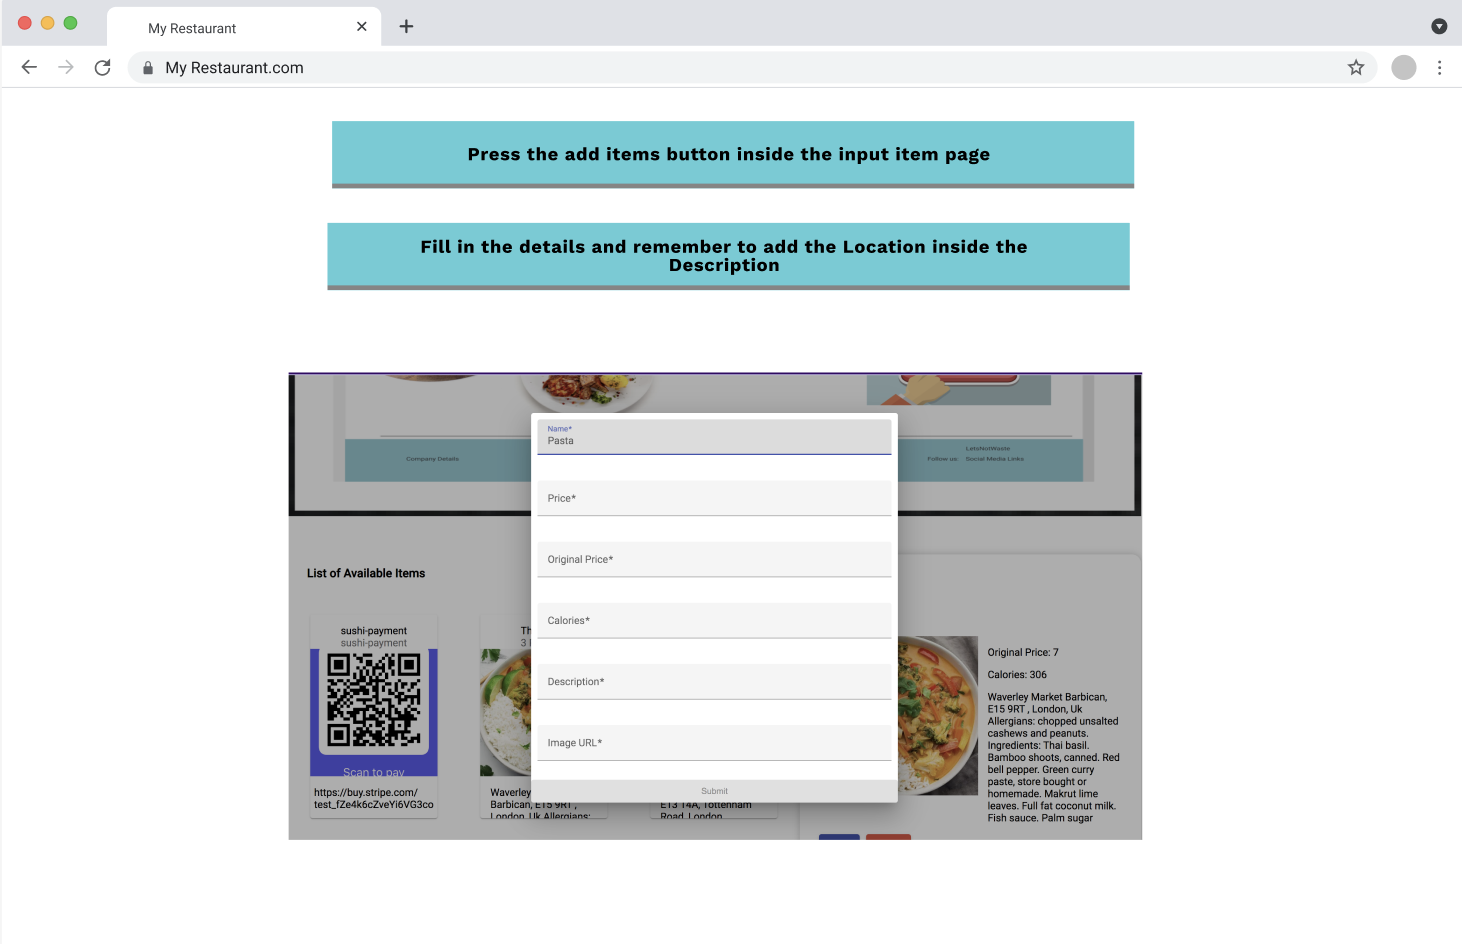 My Restaurant
My Restaurant.com
Press the add items button inside the input item page
Fill in the details and remember to add the Location inside the
Description
Company Details
LetsNotWaste
Follow us: Social Media Links
Name*
Pasta
Price*
Original Price*
Calories*
Description*
Image URL*
Submit
List of Available Items
sushi-payment
sushi-payment
Scan to pay
https://buy.stripe.com/
test_fZe4k6cZveYi6VG3co
Th
3
Waverley
Barbican, E15 9RT ,
London, Uk Allergians:
E13 14A, Tottenham
Road, London
Original Price: 7
Calories: 306
Waverley Market Barbican,
E15 9RT , London, Uk
Allergians: chopped unsalted
cashews and peanuts.
Ingredients: Thai basil.
Bamboo shoots, canned. Red
bell pepper. Green curry
paste, store bought or
homemade. Makrut lime
leaves. Full fat coconut milk.
Fish sauce. Palm sugar